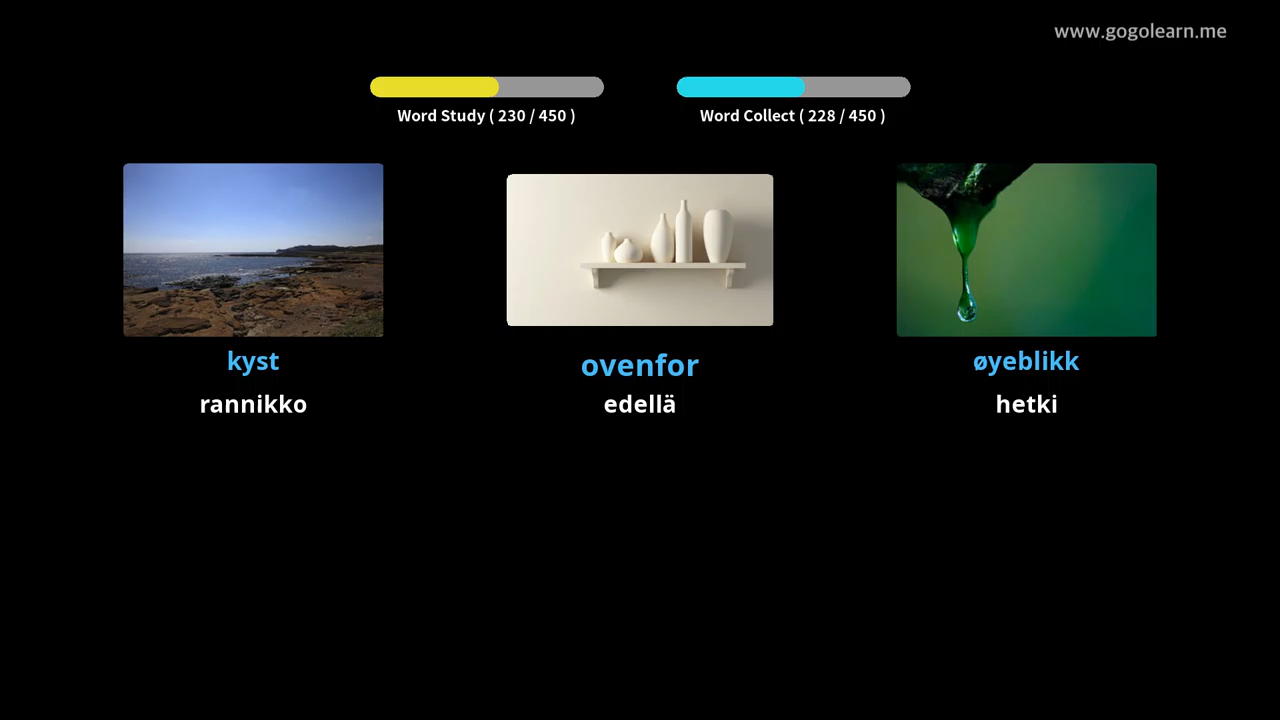 www.gogolearn.me
Word Study ( 230 / 450 )
Word Collect ( 228 / 450 )
kyst
ovenfor
øyeblikk
rannikko
edellä
hetki